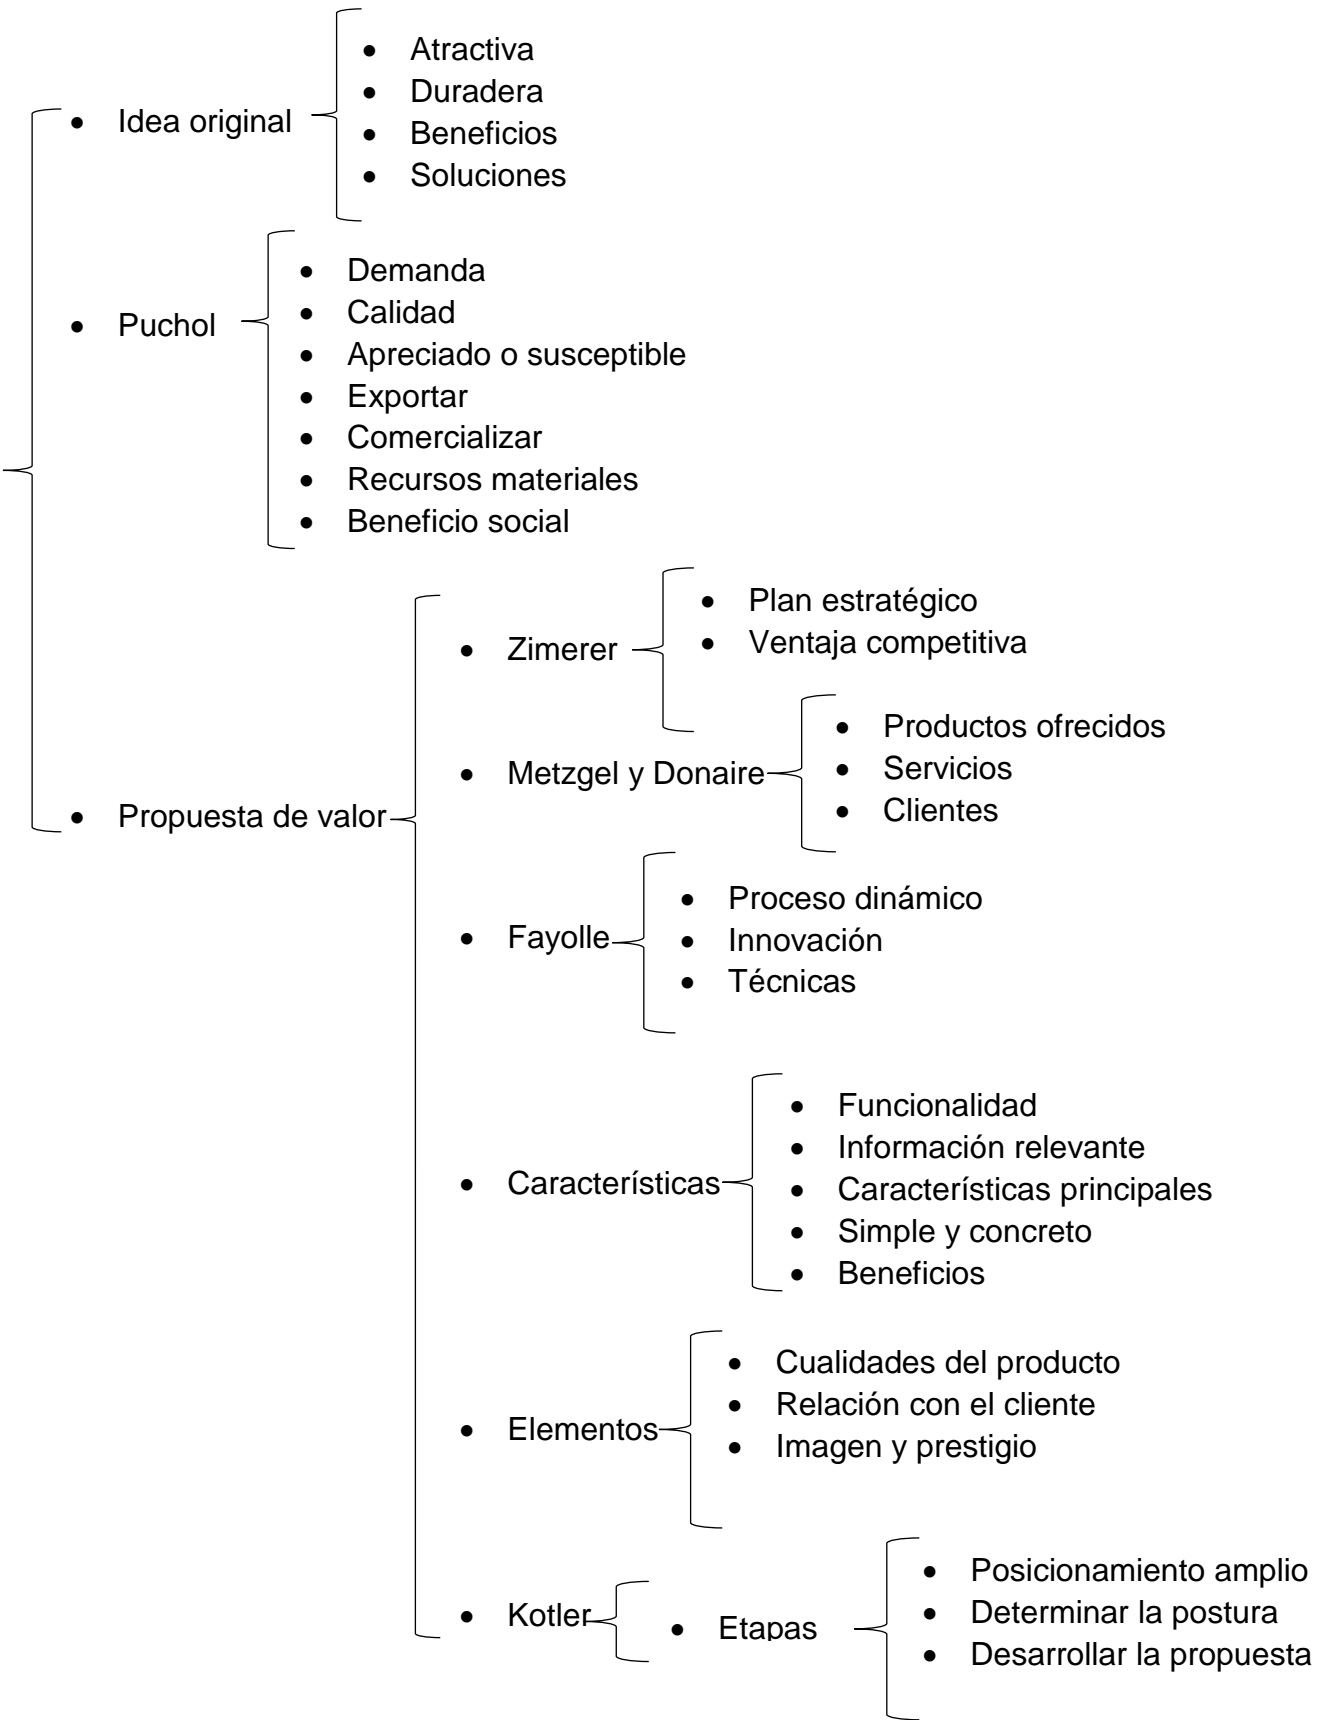 • Idea original
• Atractiva
• Duradera
• Beneficios
• Soluciones
• Puchol
• Demanda
• Calidad
• Apreciado o susceptible
• Exportar
• Comercializar
• Recursos materiales
• Beneficio social
• Propuesta de valor
• Zimerer
• Plan estratégico
• Ventaja competitiva
• Metzgel y Donaire
• Productos ofrecidos
• Servicios
• Clientes
• Fayolle
• Proceso dinámico
• Innovación
• Técnicas
• Características
• Funcionalidad
• Información relevante
• Características principales
• Simple y concreto
• Beneficios
• Elementos
• Cualidades del producto
• Relación con el cliente
• Imagen y prestigio
• Kotler
• Etapas
• Posicionamiento amplio
• Determinar la postura
• Desarrollar la propuesta